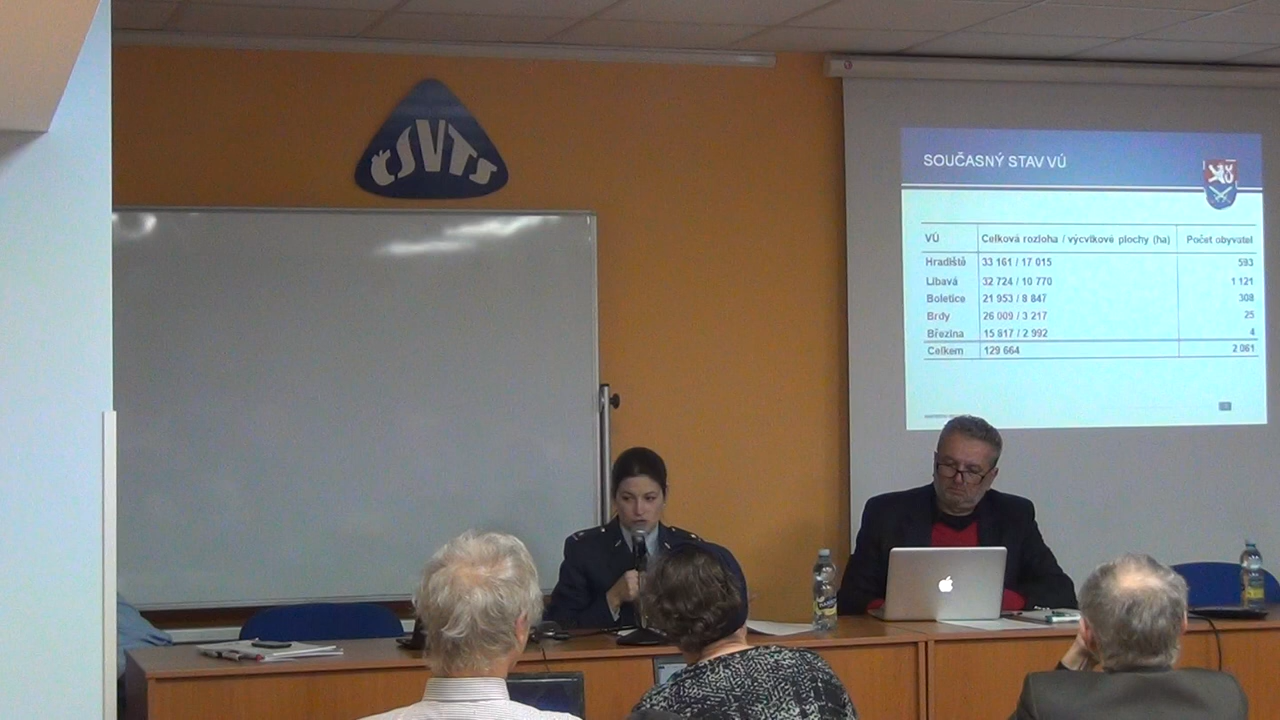 ČSVTS
SOUČASNÝ STAV VÚ
VÚ Celková rozloha / výcvikové plochy (ha) Počet obyvatel
Hradiště 33 161 / 17 015 593
Libavá 32 724 / 10 770 1 121
Boletice 21 953 / 8 847 308
Brdy 26 009 / 3 217 25
Březina 15 817 / 2 992 4
Celkem 129 664 2 061